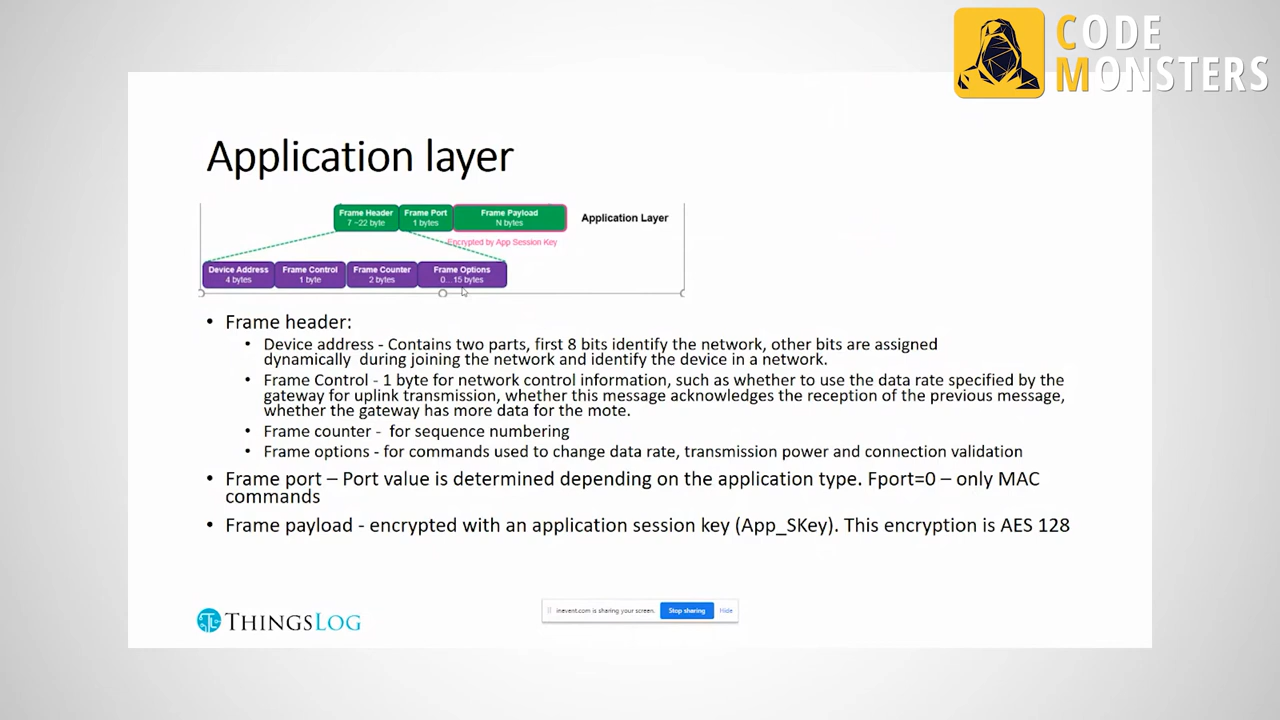 CODE
MONSTERS
Application layer
Frame Header
7 ~22 byte
Frame Port
1 bytes
Frame Payload
N bytes
Application Layer
Encrypted by App Session Key
Device Address
4 bytes
Frame Control
1 byte
Frame Counter
2 bytes
Frame Options
0...15 bytes
• Frame header:
• Device address - Contains two parts, first 8 bits identify the network, other bits are assigned
dynamically during joining the network and identify the device in a network.
• Frame Control - 1 byte for network control information, such as whether to use the data rate specified by the
gateway for uplink transmission, whether this message acknowledges the reception of the previous message,
whether the gateway has more data for the mote.
• Frame counter - for sequence numbering
• Frame options - for commands used to change data rate, transmission power and connection validation
• Frame port – Port value is determined depending on the application type. Fport=0 – only MAC
commands
• Frame payload - encrypted with an application session key (App_SKey). This encryption is AES 128
THINGSLOG
inevent.com is sharing your screen. Stop sharing Hide